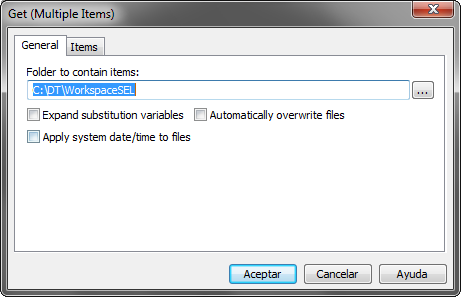 Get (Multiple Items)
General Items
Folder to contain items:
C:\DT\WorkspaceSEL ...
Expand substitution variables Automatically overwrite files
Apply system date/time to files
Aceptar Cancelar Ayuda